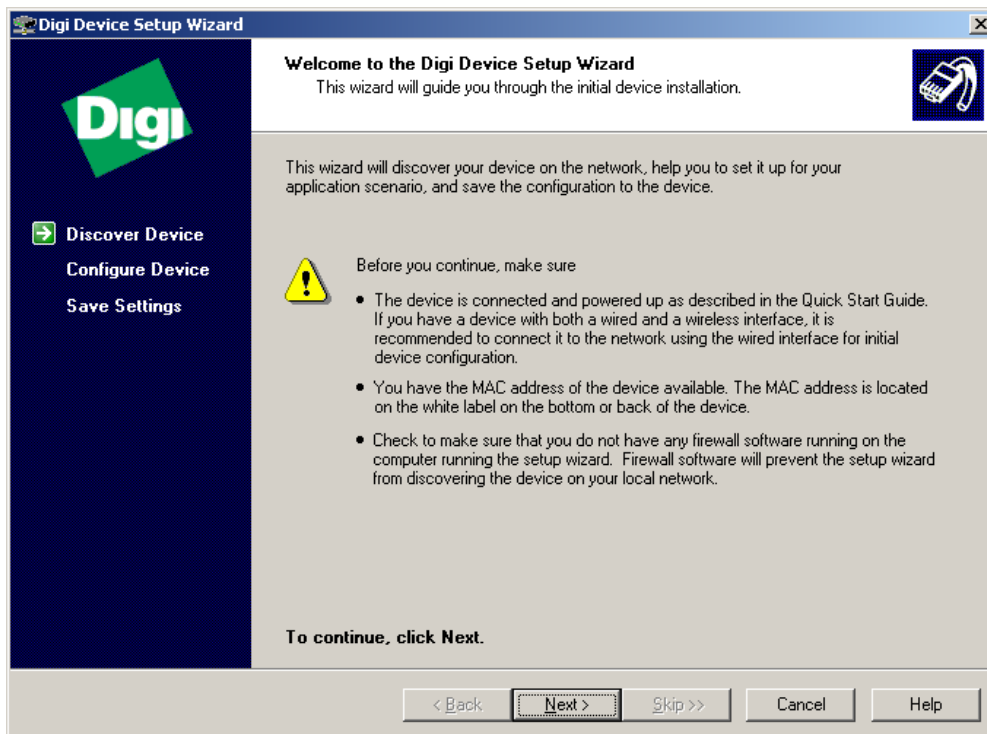 Digi Device Setup Wizard
Digi
Discover Device
Configure Device
Save Settings
Welcome to the Digi Device Setup Wizard
This wizard will guide you through the initial device installation.
This wizard will discover your device on the network, help you to set it up for your
application scenario, and save the configuration to the device.
Before you continue, make sure
• The device is connected and powered up as described in the Quick Start Guide.
If you have a device with both a wired and a wireless interface, it is
recommended to connect it to the network using the wired interface for initial
device configuration.
• You have the MAC address of the device available. The MAC address is located
on the white label on the bottom or back of the device.
• Check to make sure that you do not have any firewall software running on the
computer running the setup wizard. Firewall software will prevent the setup wizard
from discovering the device on your local network.
To continue, click Next.
< Back Next > Skip >> Cancel Help